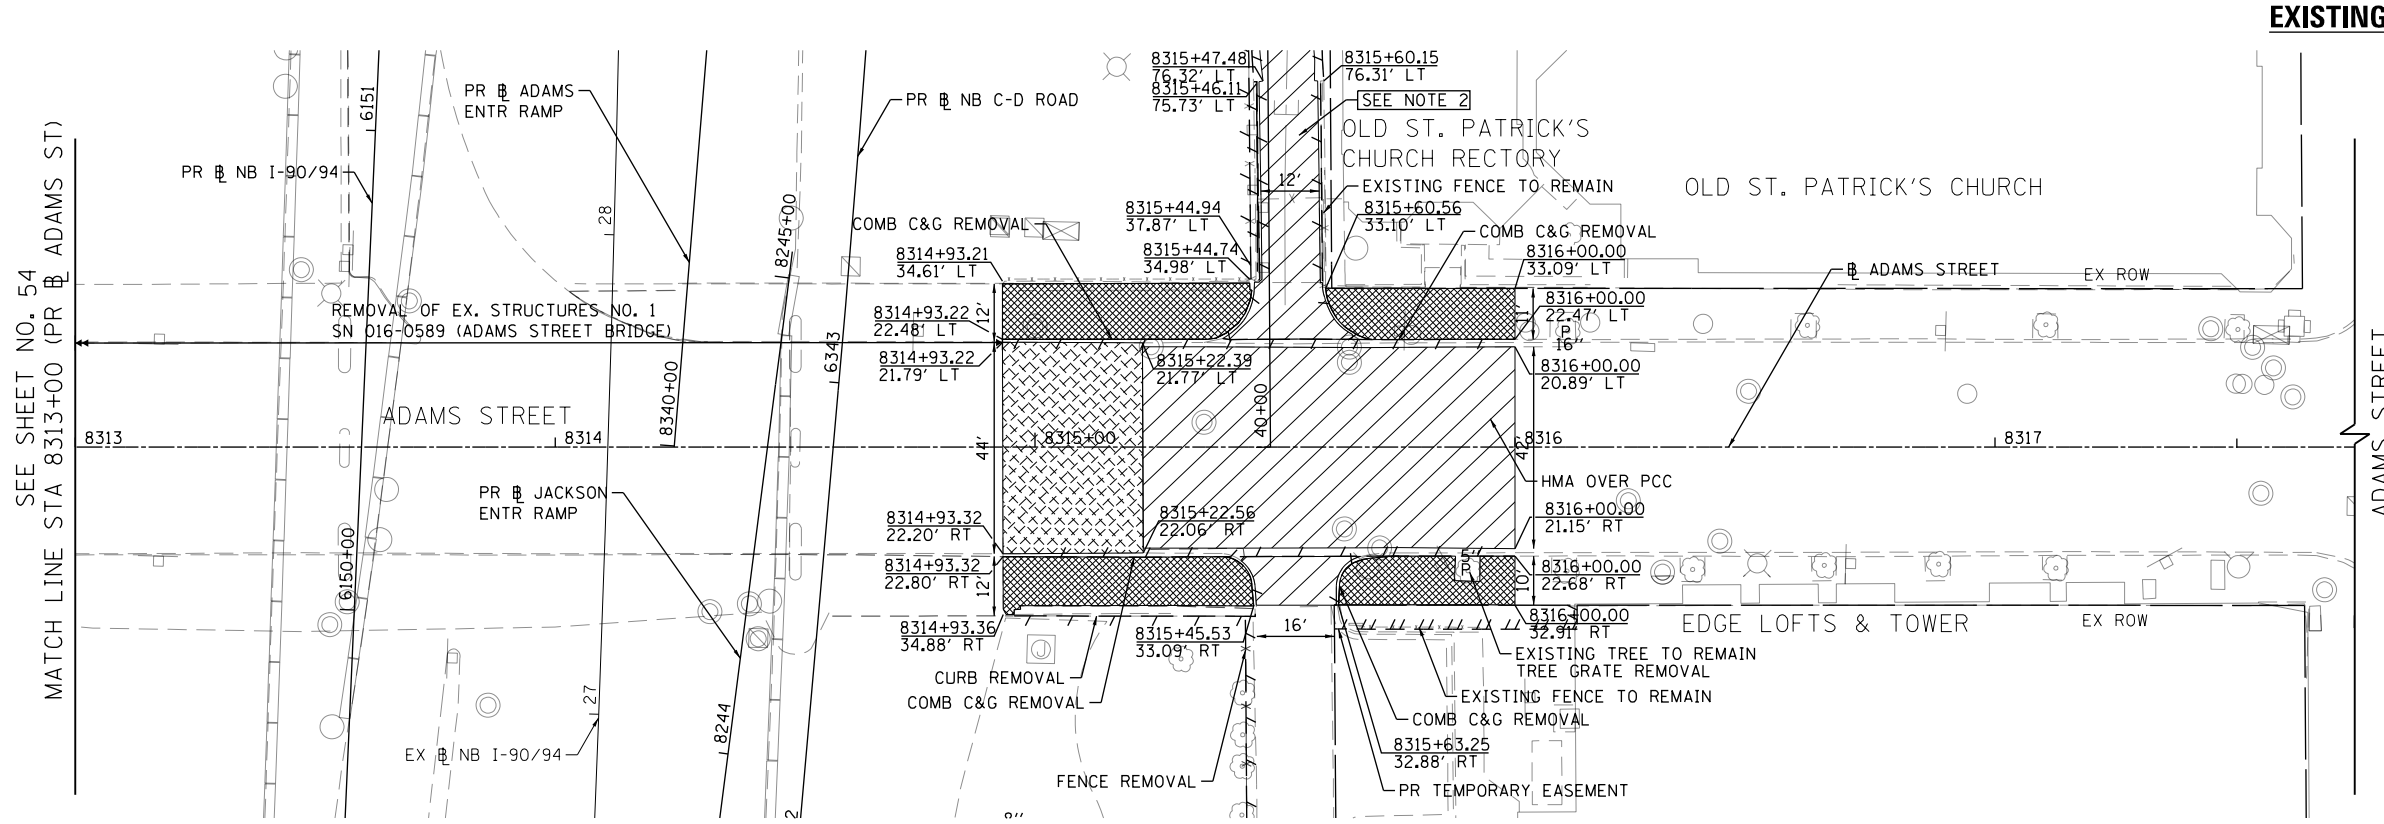 EXISTING
SEE SHEET NO. 54
MATCH LINE STA 8313+00 (PR ℄ ADAMS ST)
6151
PR ℄ ADAMS
ENTR RAMP
PR ℄ NB C-D ROAD
PR ℄ NB I-90/94
28
8245+00
8315+47.48
76.32' LT
8315+46.11
75.73' LT
8315+60.15
76.31' LT
SEE NOTE 2
OLD ST. PATRICK'S
CHURCH RECTORY
OLD ST. PATRICK'S CHURCH
12'
EXISTING FENCE TO REMAIN
8315+44.94
37.87' LT
8315+60.56
33.10' LT
COMB C&G REMOVAL
COMB C&G REMOVAL
8315+44.74
34.98' LT
8314+93.21
34.61' LT
8316+00.00
33.09' LT
℄ ADAMS STREET
EX ROW
REMOVAL OF EX. STRUCTURES NO. 1
SN 016-0589 (ADAMS STREET BRIDGE)
8314+93.22
22.48' LT
12'
8316+00.00
22.47' LT
11'
P
16"
8314+93.22
21.79' LT
8315+22.39
21.77' LT
8316+00.00
20.89' LT
6343
8340+00
40+00
ADAMS STREET
8313
8314
8315+00
8316
8317
44'
42'
ADAMS STREET
HMA OVER PCC
PR ℄ JACKSON
ENTR RAMP
8314+93.32
22.20' RT
8315+22.56
22.06' RT
8316+00.00
21.15' RT
6150+00
8314+93.32
22.80' RT
12'
5"
P
10'
8316+00.00
22.68' RT
8314+93.36
34.88' RT
8315+45.53
33.09' RT
16'
8316+00.00
32.91' RT
EDGE LOFTS & TOWER
EX ROW
J
EXISTING TREE TO REMAIN
TREE GRATE REMOVAL
CURB REMOVAL
COMB C&G REMOVAL
EXISTING FENCE TO REMAIN
COMB C&G REMOVAL
27
8244
EX ℄ NB I-90/94
8315+63.25
32.88' RT
FENCE REMOVAL
PR TEMPORARY EASEMENT